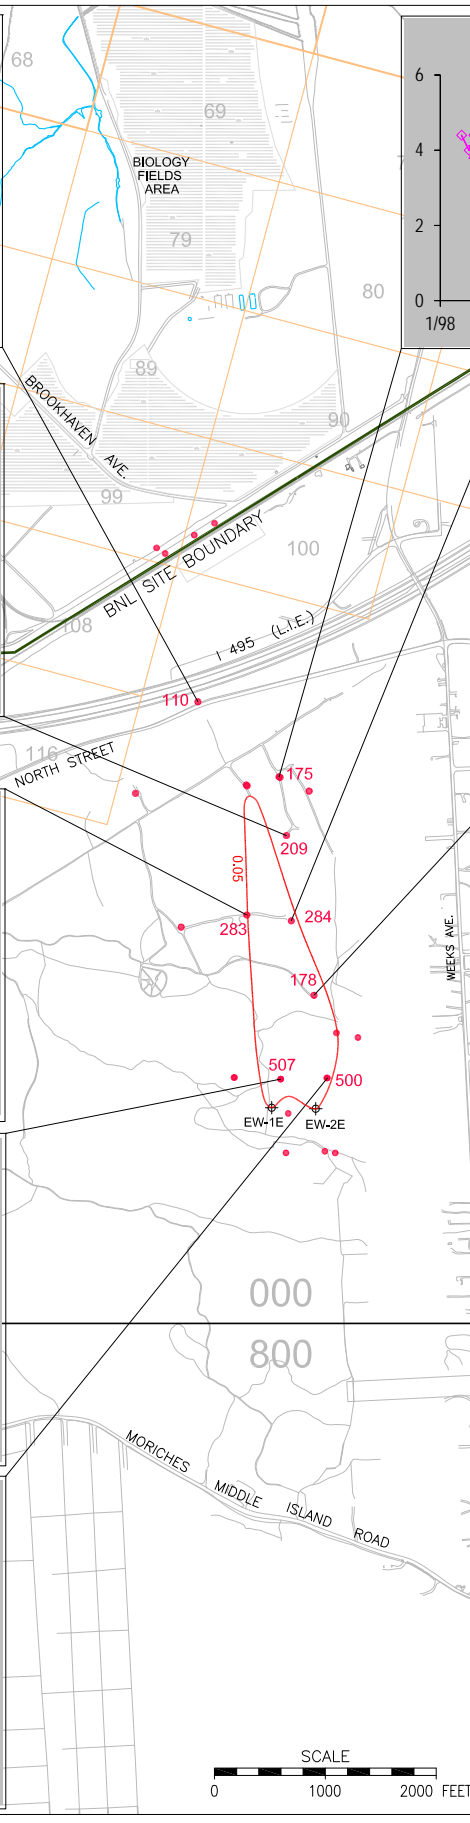 68
69
6
BIOLOGY
FIELDS
AREA
4
79
2
80
0
1/98
89
BROOKHAVEN AVE.
90
99
BNL SITE BOUNDARY
100
108
I 495 (L.I.E.)
110
116
NORTH STREET
175
209
0.05
283
284
WEEKS AVE.
178
507
500
EW-1E
EW-2E
000
800
MORICHES MIDDLE ISLAND ROAD
SCALE
0 1000 2000 FEET